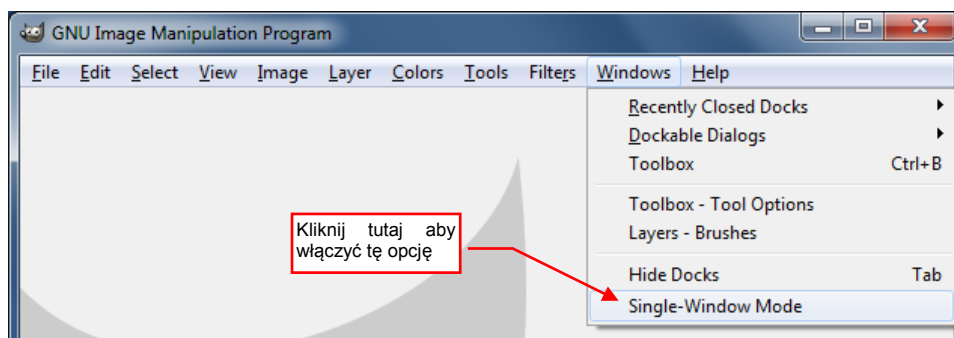 GNU Image Manipulation Program
File Edit Select View Image Layer Colors Tools Filters Windows Help
Recently Closed Docks
Dockable Dialogs
Toolbox Ctrl+B
Toolbox - Tool Options
Layers - Brushes
Hide Docks Tab
Single-Window Mode
Kliknij tutaj aby
włączyć tę opcję